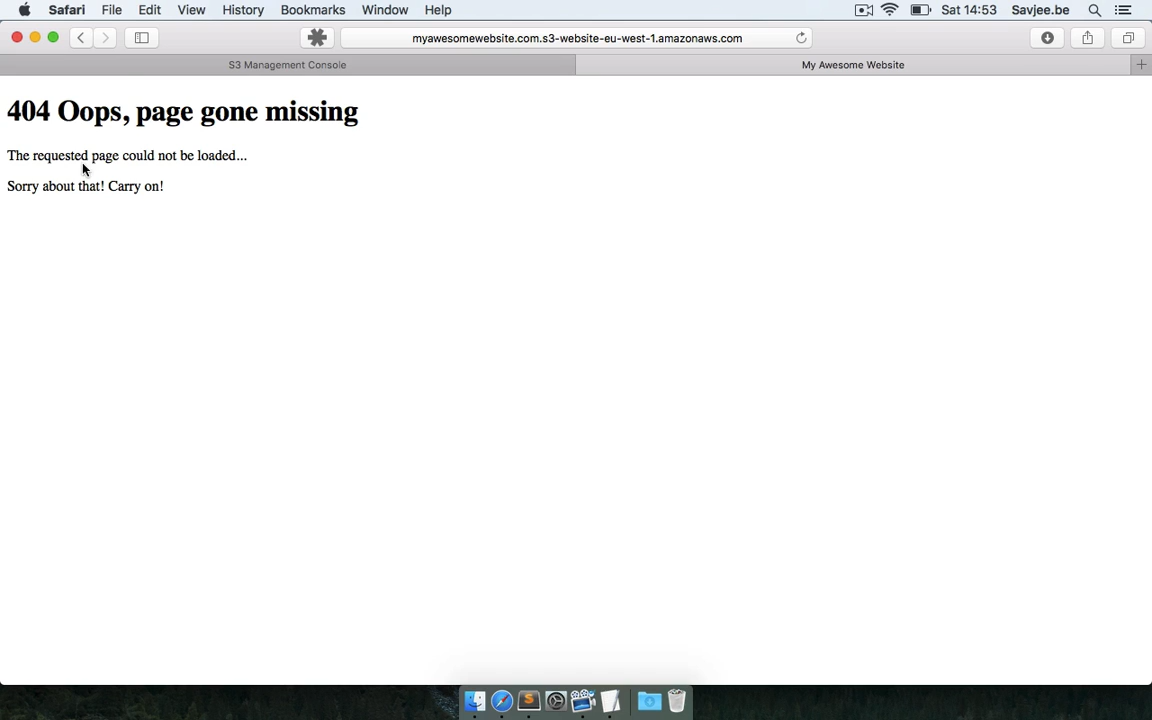 Safari File Edit View History Bookmarks Window Help Sat 14:53 Savjee.be
myawesomewebsite.com.s3-website-eu-west-1.amazonaws.com
S3 Management Console My Awesome Website
404 Oops, page gone missing
The requested page could not be loaded...
Sorry about that! Carry on!